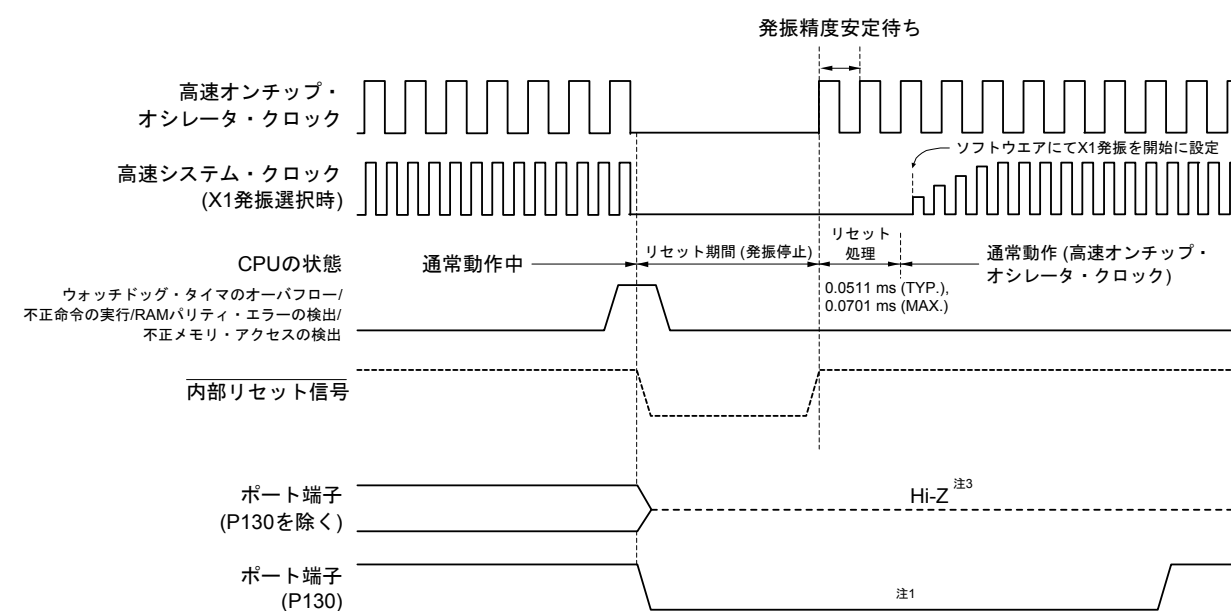 発振精度安定待ち
高速オンチップ・
オシレータ・クロック
ソフトウエアにてX1発振を開始に設定
高速システム・クロック
(X1発振選択時)
CPUの状態
通常動作中
リセット期間 (発振停止)
リセット
処理
通常動作 (高速オンチップ・
オシレータ・クロック)
0.0511 ms (TYP.),
0.0701 ms (MAX.)
ウォッチドッグ・タイマのオーバフロー/
不正命令の実行/RAMパリティ・エラーの検出/
不正メモリ・アクセスの検出
内部リセット信号
ポート端子
(P130を除く)
Hi-Z 注3
ポート端子
(P130)
注1